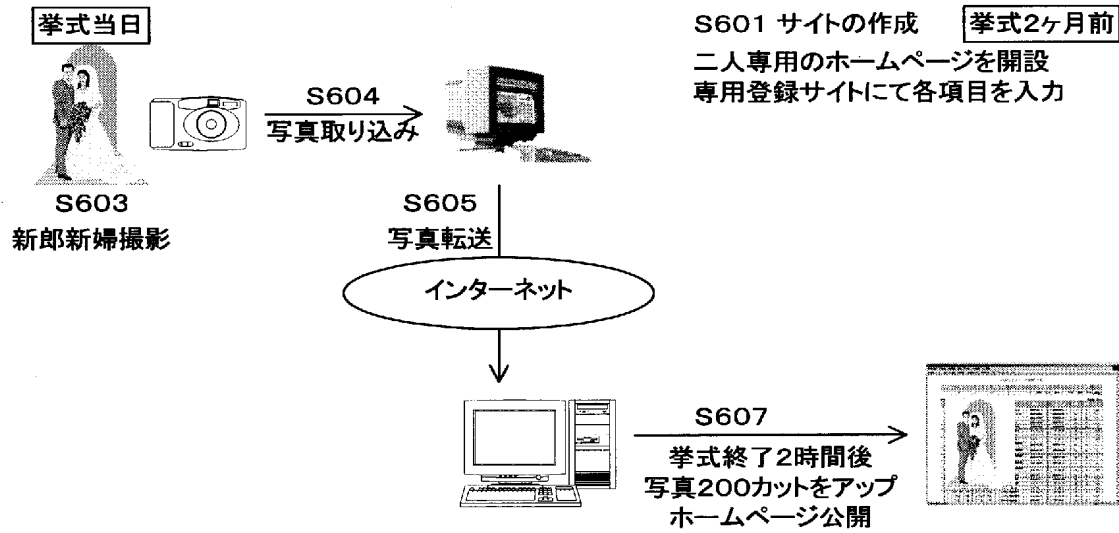 挙式当日
S601 サイトの作成
挙式2ヶ月前
二人専用のホームページを開設
専用登録サイトにて各項目を入力
S604
写真取り込み
S603
新郎新婦撮影
S605
写真転送
インターネット
S607
挙式終了2時間後
写真200カットをアップ
ホームページ公開